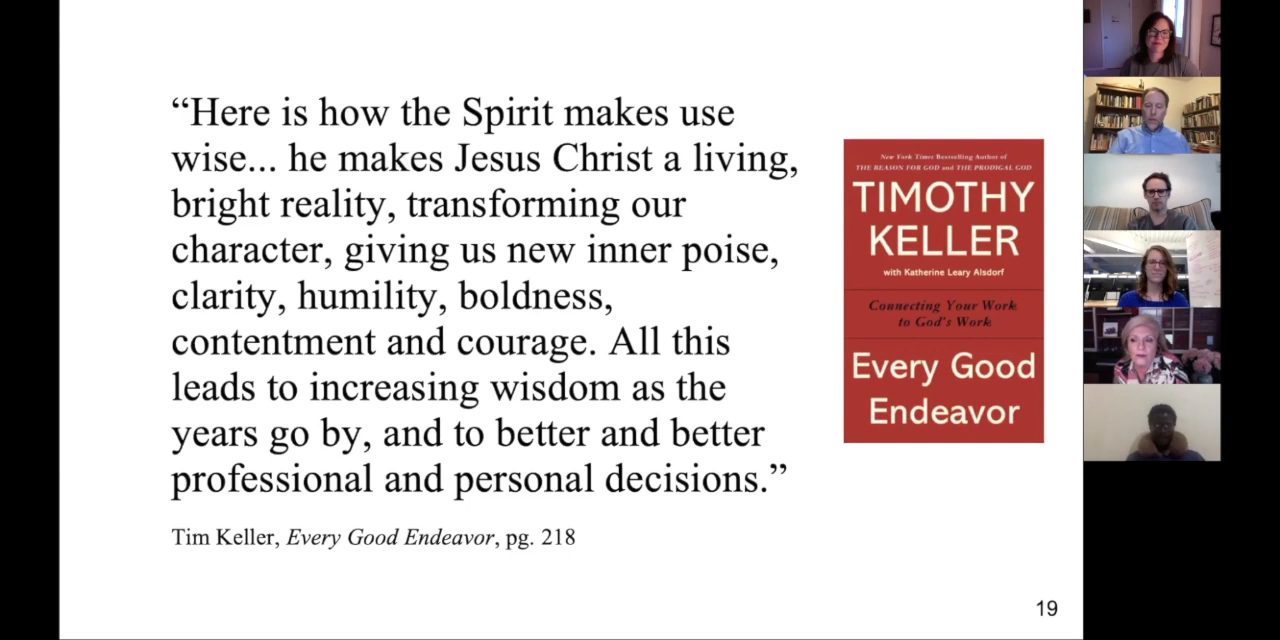 “Here is how the Spirit makes use
wise... he makes Jesus Christ a living,
bright reality, transforming our
character, giving us new inner poise,
clarity, humility, boldness,
contentment and courage. All this
leads to increasing wisdom as the
years go by, and to better and better
professional and personal decisions.”
Tim Keller, Every Good Endeavor, pg. 218
New York Times Bestselling Author of
THE REASON FOR GOD and THE PRODIGAL GOD
TIMOTHY
KELLER
with Katherine Leary Alsdorf
Connecting Your Work
to God's Work
Every Good
Endeavor
19